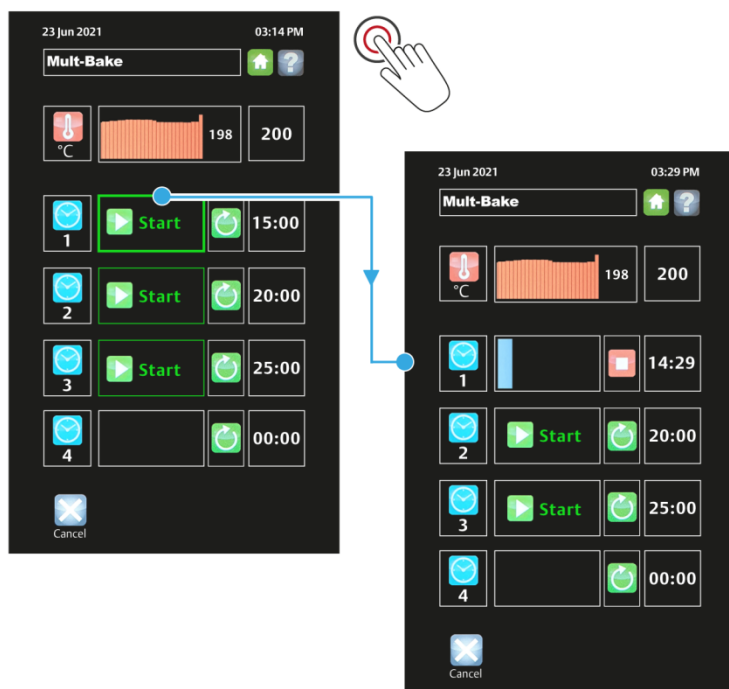 23 Jun 2021 03:14 PM
Mult-Bake
?
°C 198 200
1 Start 15:00
2 Start 20:00
3 Start 25:00
4 00:00
Cancel
23 Jun 2021 03:29 PM
Mult-Bake
?
°C 198 200
1 14:29
2 Start 20:00
3 Start 25:00
4 00:00
Cancel